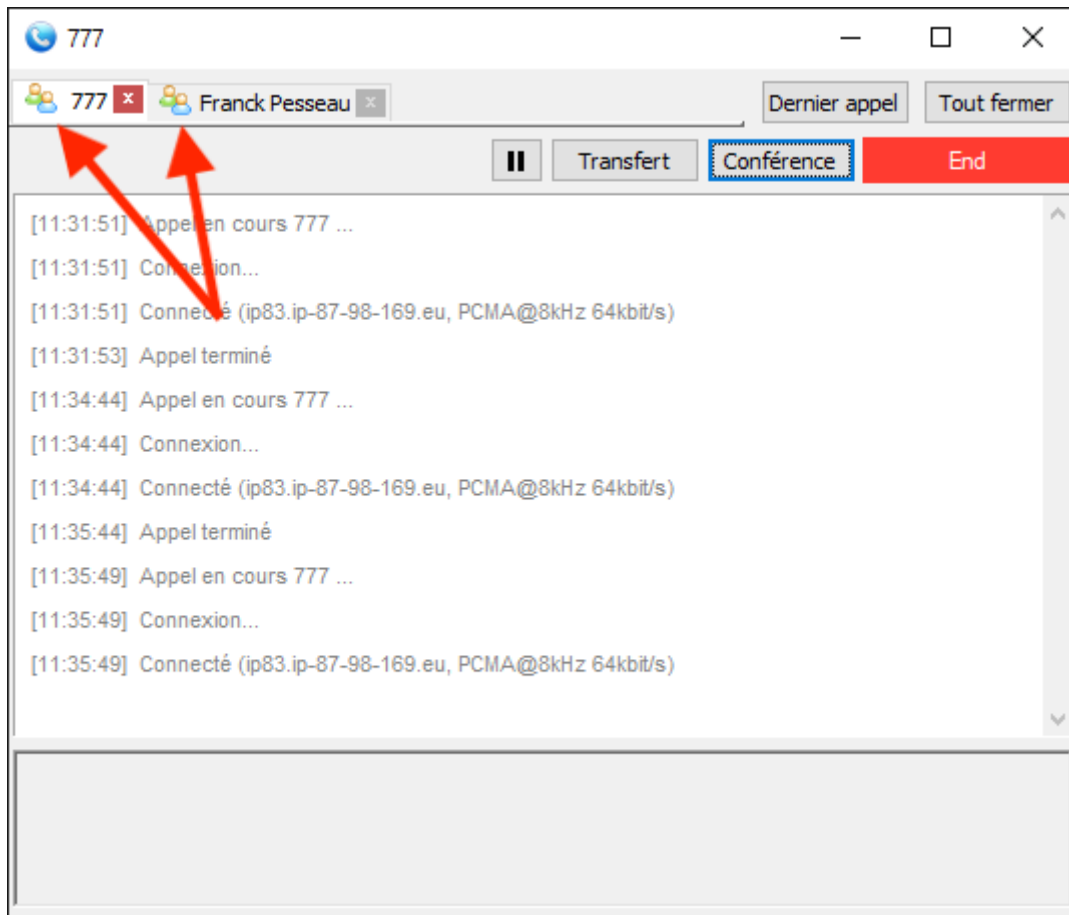 777
777 x Franck Pesseau x Dernier appel Tout fermer
Transfert Conférence End
[11:31:51] Appel en cours 777 ...
[11:31:51] Connexion...
[11:31:51] Connecté (ip83.ip-87-98-169.eu, PCMA@8kHz 64kbit/s)
[11:31:53] Appel terminé
[11:34:44] Appel en cours 777 ...
[11:34:44] Connexion...
[11:34:44] Connecté (ip83.ip-87-98-169.eu, PCMA@8kHz 64kbit/s)
[11:35:44] Appel terminé
[11:35:49] Appel en cours 777 ...
[11:35:49] Connexion...
[11:35:49] Connecté (ip83.ip-87-98-169.eu, PCMA@8kHz 64kbit/s)